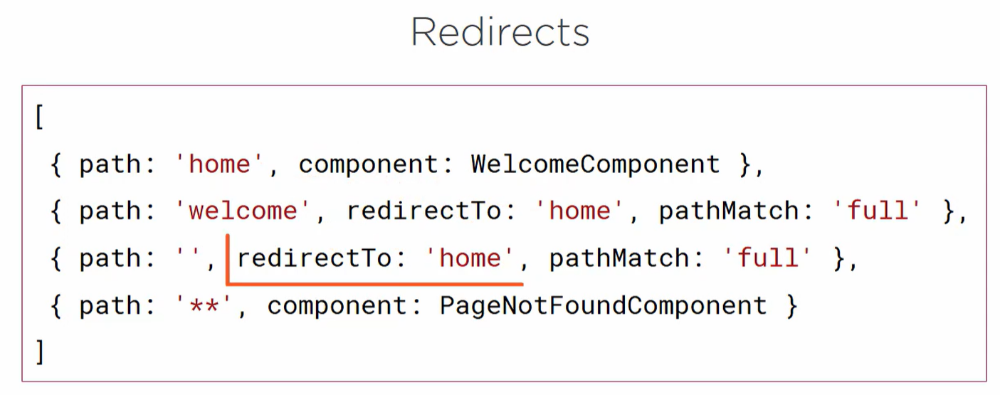 Redirects
[
{ path: 'home', component: WelcomeComponent },
{ path: 'welcome', redirectTo: 'home', pathMatch: 'full' },
{ path: '', redirectTo: 'home', pathMatch: 'full' },
{ path: '**', component: PageNotFoundComponent }
]